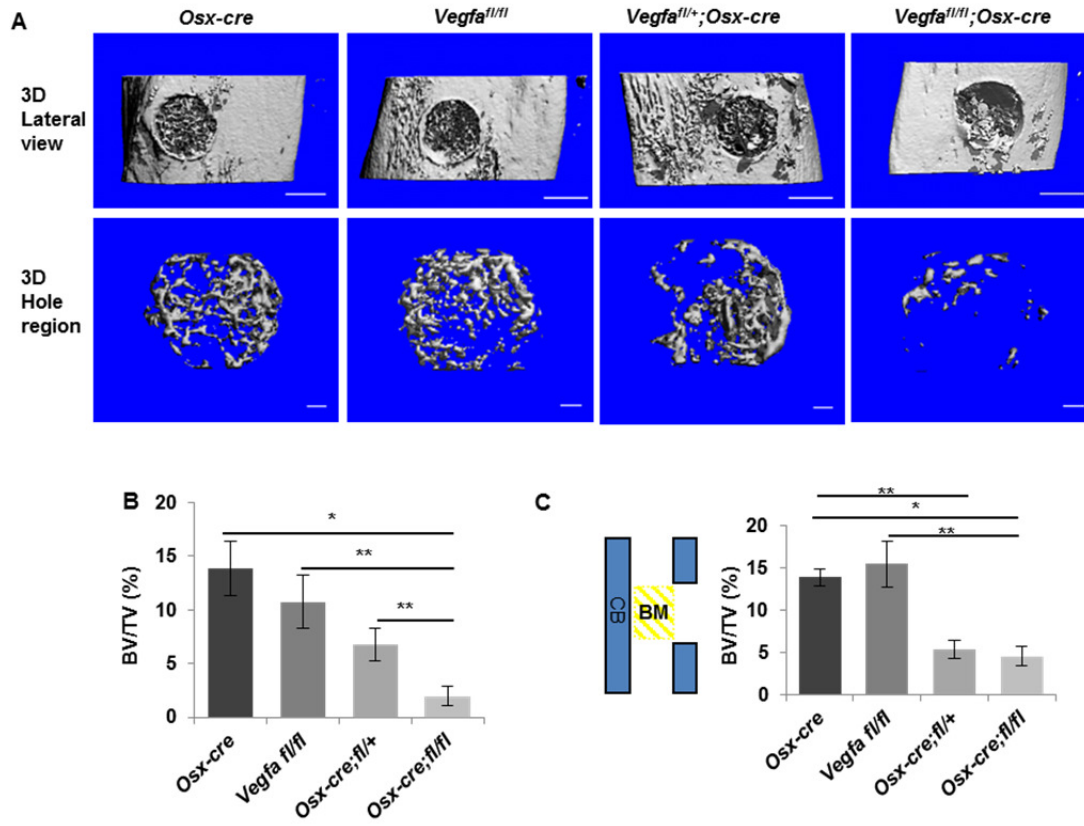 A
Osx-cre
Vegfafl/fl
Vegfafl/+;Osx-cre
Vegfafl/fl;Osx-cre
3D
Lateral
view
3D
Hole
region
B
BV/TV (%)
20
15
10
5
0
*
**
**
Osx-cre
Vegfa fl/fl
Osx-cre;fl/+
Osx-cre;fl/fl
C
CB
BM
BV/TV (%)
20
15
10
5
0
**
*
**
Osx-cre
Vegfa fl/fl
Osx-cre;fl/+
Osx-cre;fl/fl